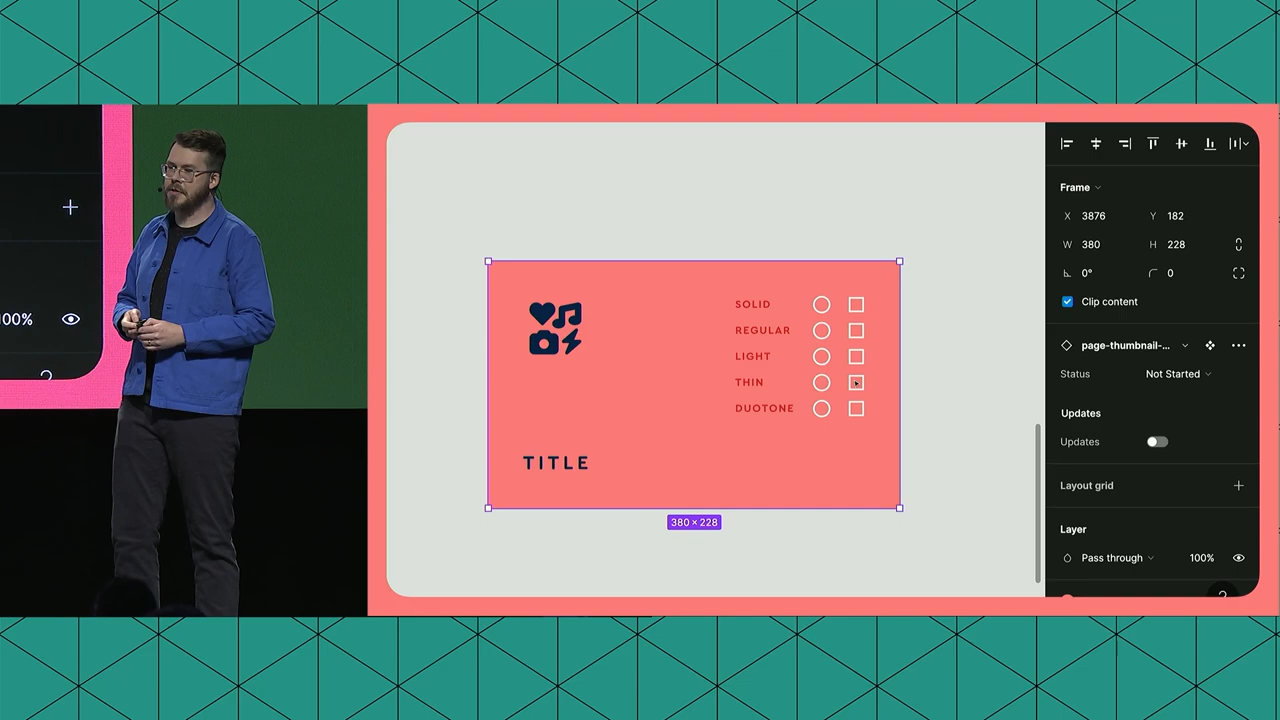 100%
SOLID
REGULAR
LIGHT
THIN
DUOTONE
TITLE
380 × 228
Frame
X 3876 Y 182
W 380 H 228
0° 0
Clip content
page-thumbnail-...
Status Not Started
Updates
Updates
Layout grid
Layer
Pass through 100%